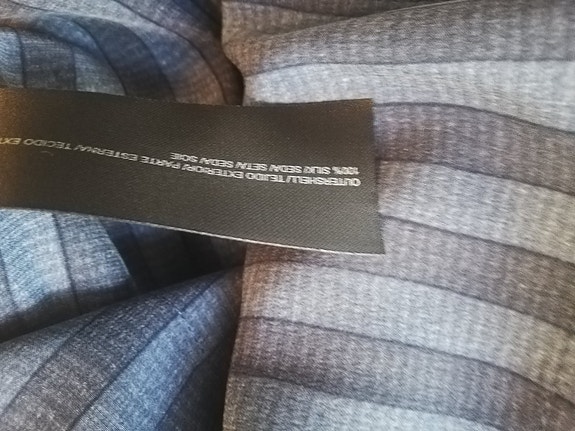 OUTERSHELL/ TEJIDO EXTERIOR/ PARTE ESTERNA/ TECIDO
100% SILK/ SEDA/ SETA/ SEDA/ SOIE